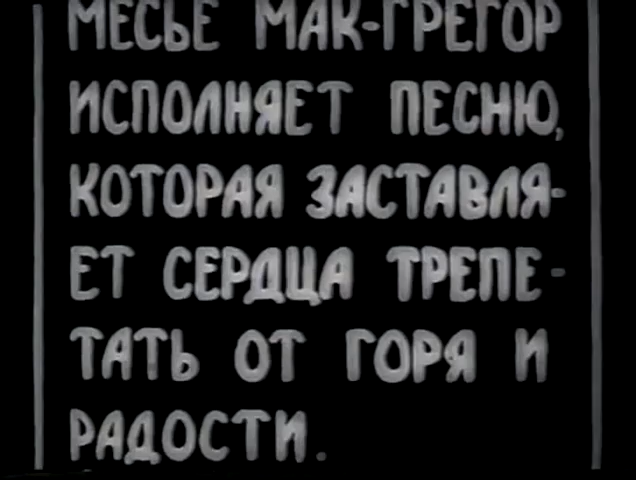 МЕСЬЕ МАК-ГРЕГОР
ИСПОЛНЯЕТ ПЕСНЮ,
КОТОРАЯ ЗАСТАВЛЯ-
ЕТ СЕРДЦА ТРЕПЕ-
ТАТЬ ОТ ГОРЯ И
РАДОСТИ.